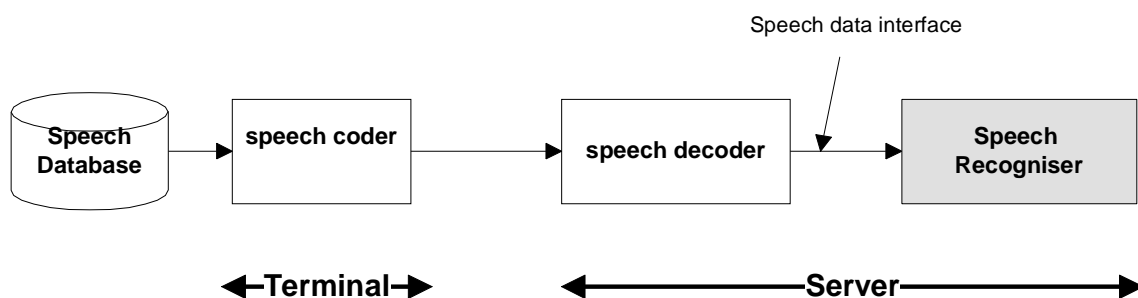 Speech data interface
Speech
Database
speech coder
speech decoder
Speech
Recogniser
Terminal
Server